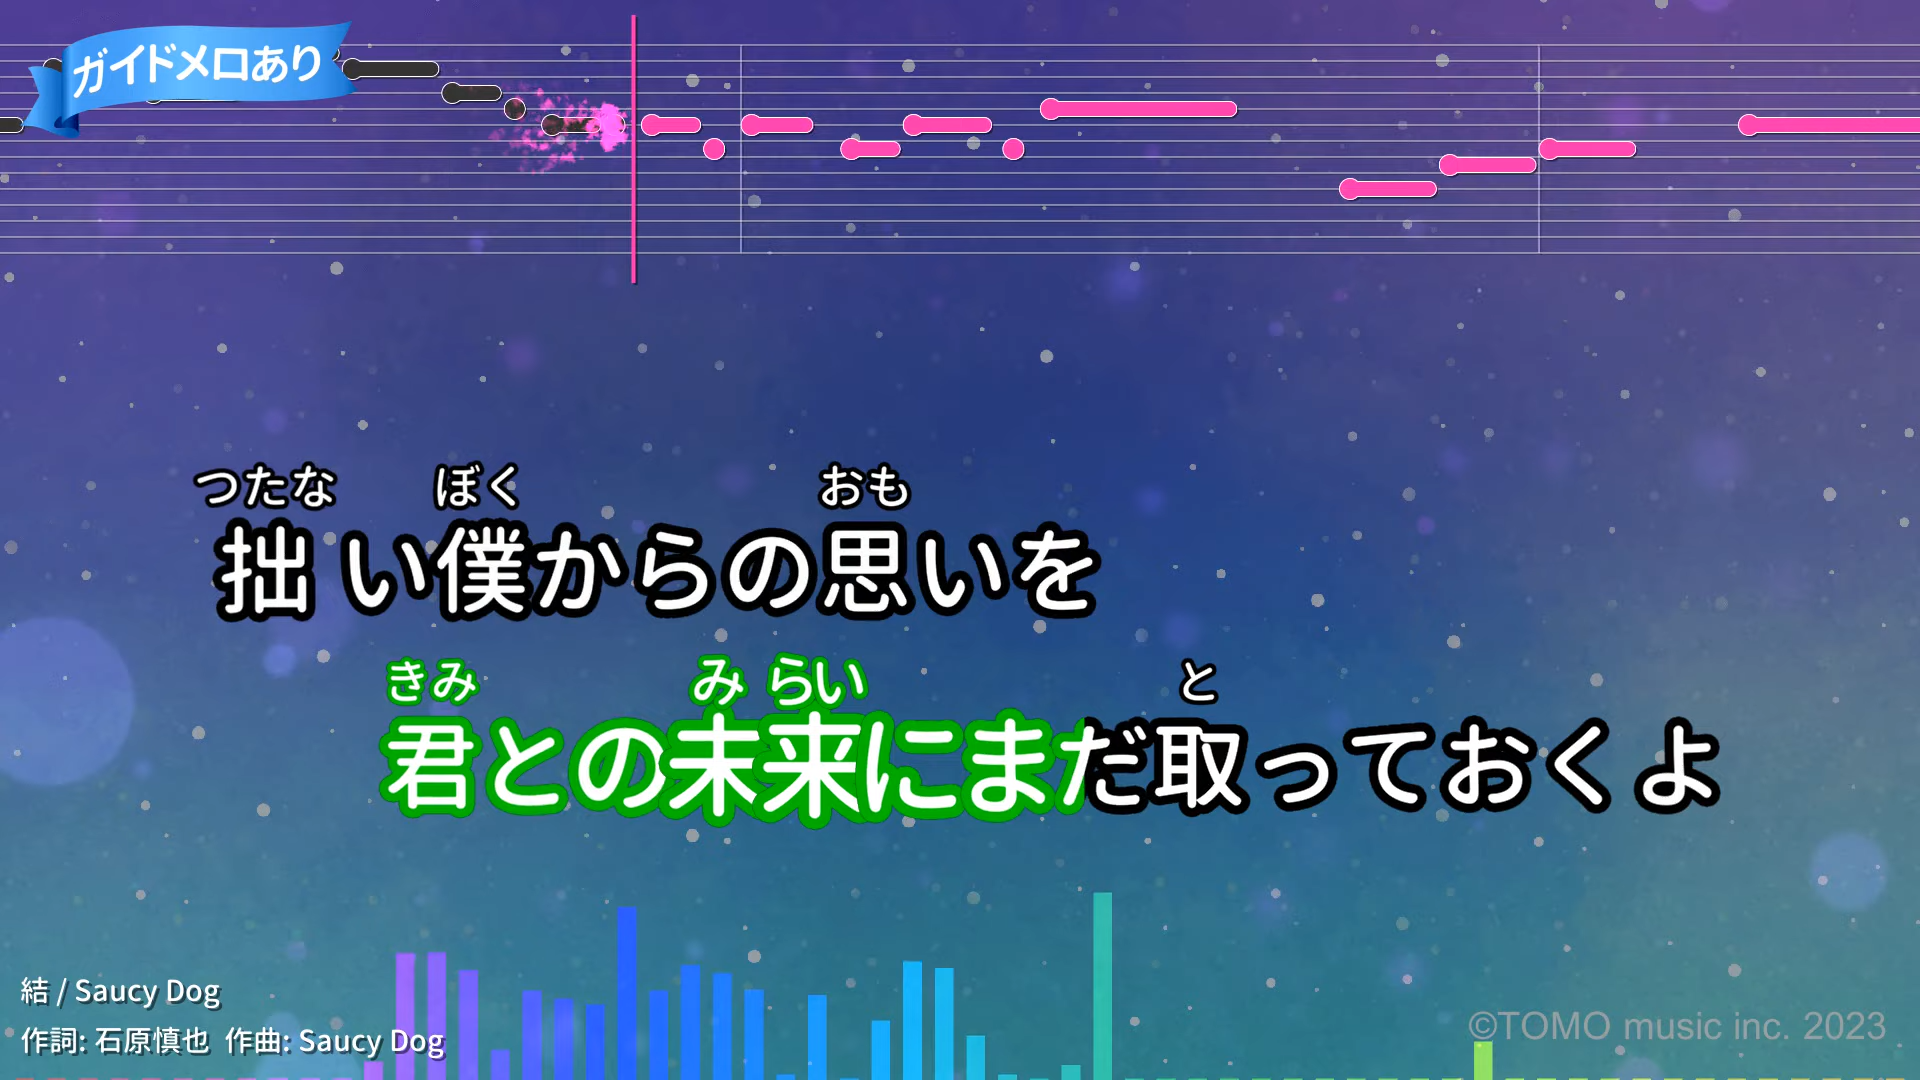 ガイドメロあり
つたな ぼく おも
拙い僕からの思いを
きみ み らい と
君との未来にまだ取っておくよ
結 / Saucy Dog
作詞: 石原慎也 作曲: Saucy Dog
©TOMO music inc. 2023